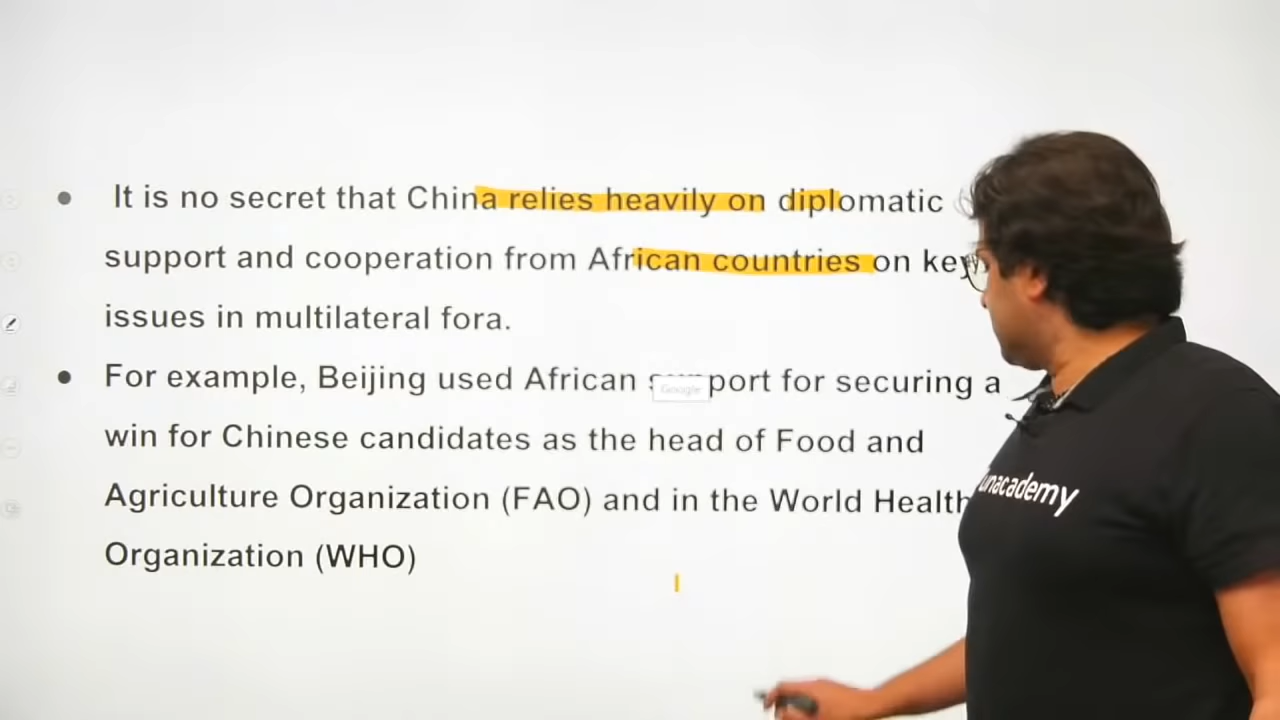 It is no secret that China relies heavily on diplomatic
support and cooperation from African countries on key
issues in multilateral fora.
For example, Beijing used African support for securing a
win for Chinese candidates as the head of Food and
Agriculture Organization (FAO) and in the World Health
Organization (WHO)
Google
unacademy